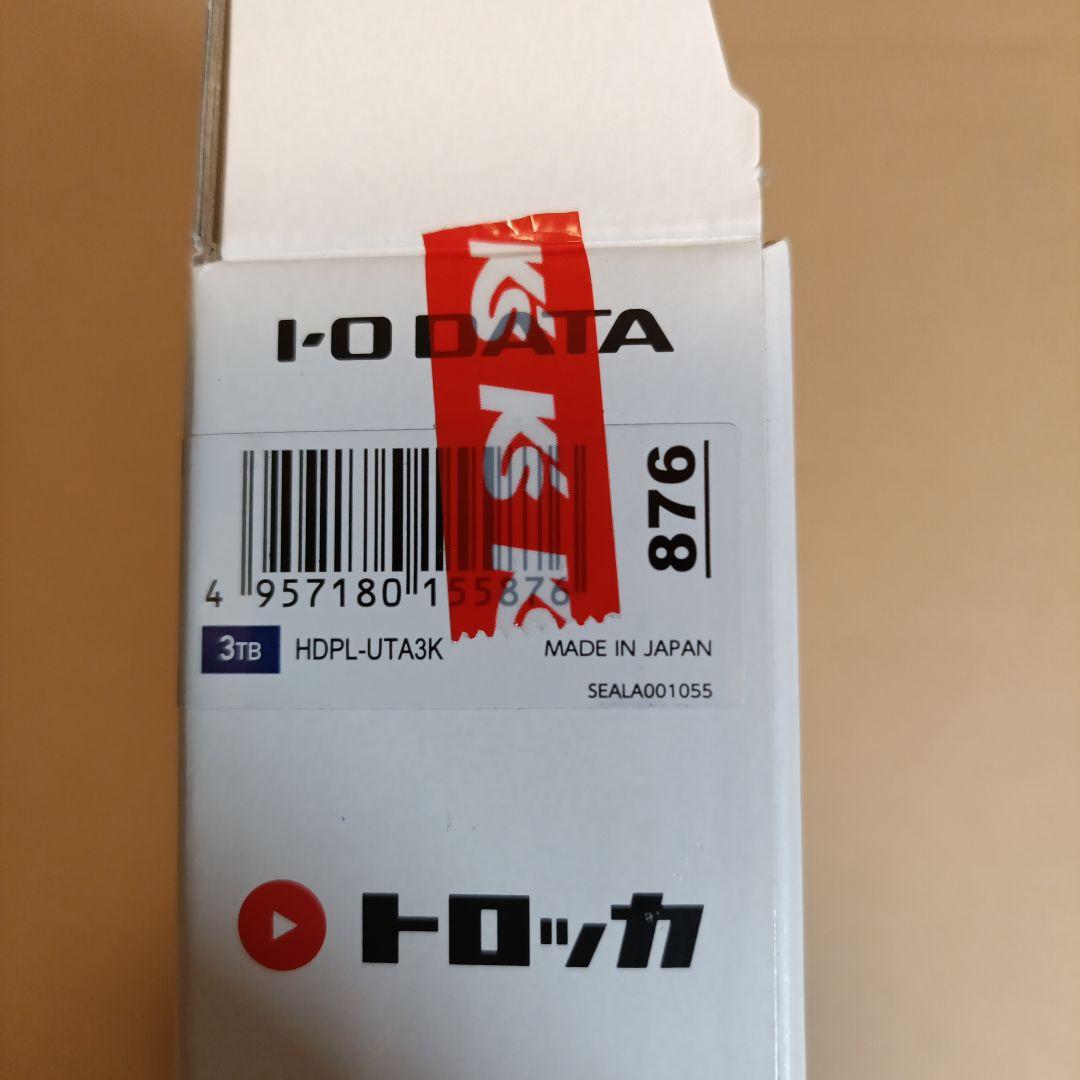 I-O DATA
K's K's K's
876
4 957180 155876
3TB HDPL-UTA3K MADE IN JAPAN
SEALA001055
トロッカ